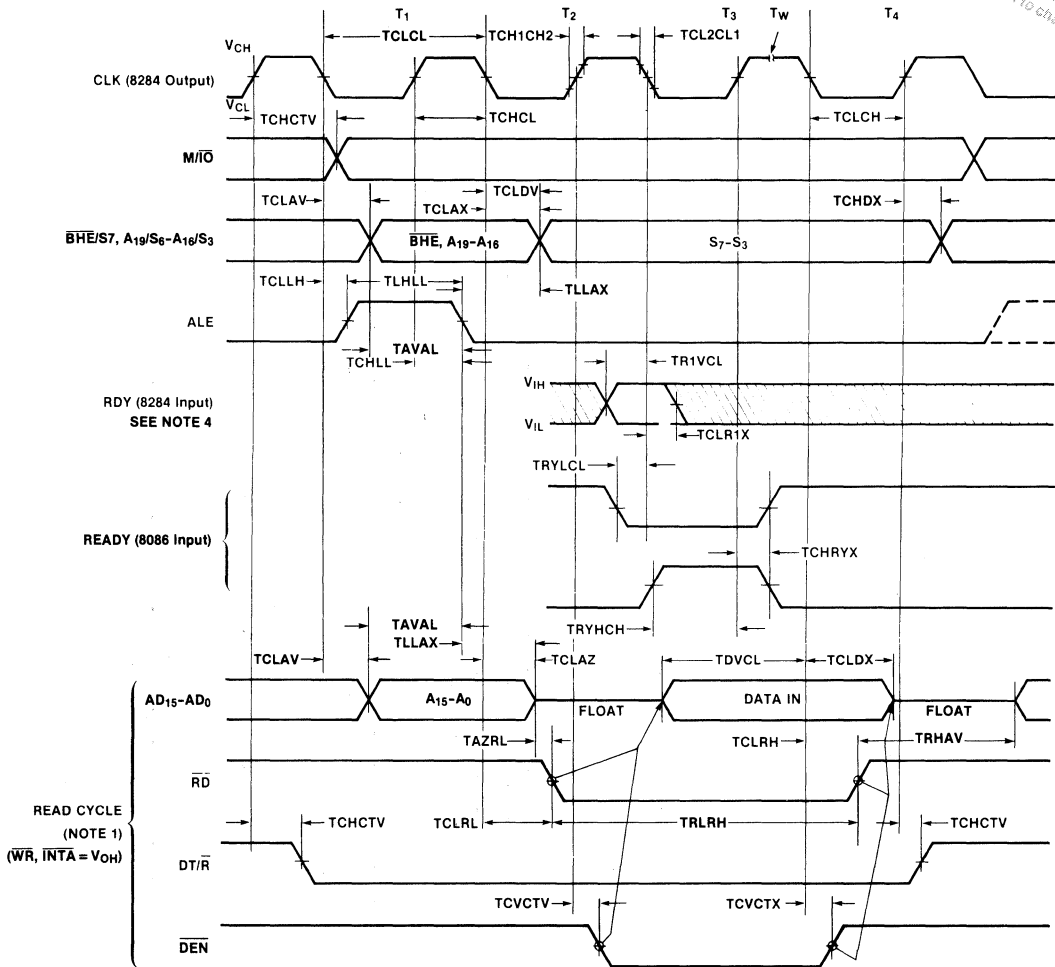 T1 T2 T3 TW T4
TCLCL TCH1CH2 TCL2CL1
VCH
CLK (8284 Output)
VCL
TCHCTV TCHCL TCLCH
M/IO
TCLDV
TCLAV TCLAX TCHDX
BHE/S7, A19/S6-A16/S3 BHE, A19-A16 S7-S3
TCLLH TLHLL TLLAX
ALE
TAVAL
TCHLL TR1VCL
VIH
RDY (8284 Input)
SEE NOTE 4
VIL
TCLR1X
TRYLCL
READY (8086 Input)
TCHRYX
TAVAL
TLLAX TRYHCH
TCLAV TCLAZ TDVCL TCLDX
AD15-AD0 A15-A0 FLOAT DATA IN FLOAT
TAZRL TCLRH TRHAV
RD
READ CYCLE
(NOTE 1)
(WR, INTA = VOH)
TCLRL TRLRH TCHCTV
DT/R
TCVCTV TCVCTX
DEN